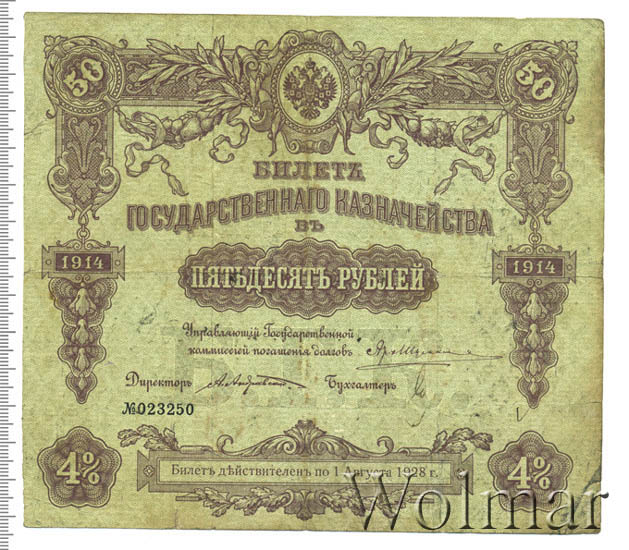 50 50
БИЛЕТЪ
ГОСУДАРСТВЕННАГО КАЗНАЧЕЙСТВА
ВЪ
1914 1914
ПЯТЬДЕСЯТЪ РУБЛЕЙ
Управляющій Государственной
коммиссіей погашенія долговъ
Директоръ Бухгалтеръ
№023250
4% 4%
Билетъ дѣйствителенъ по 1 Августа 1928 г.
Wolmar